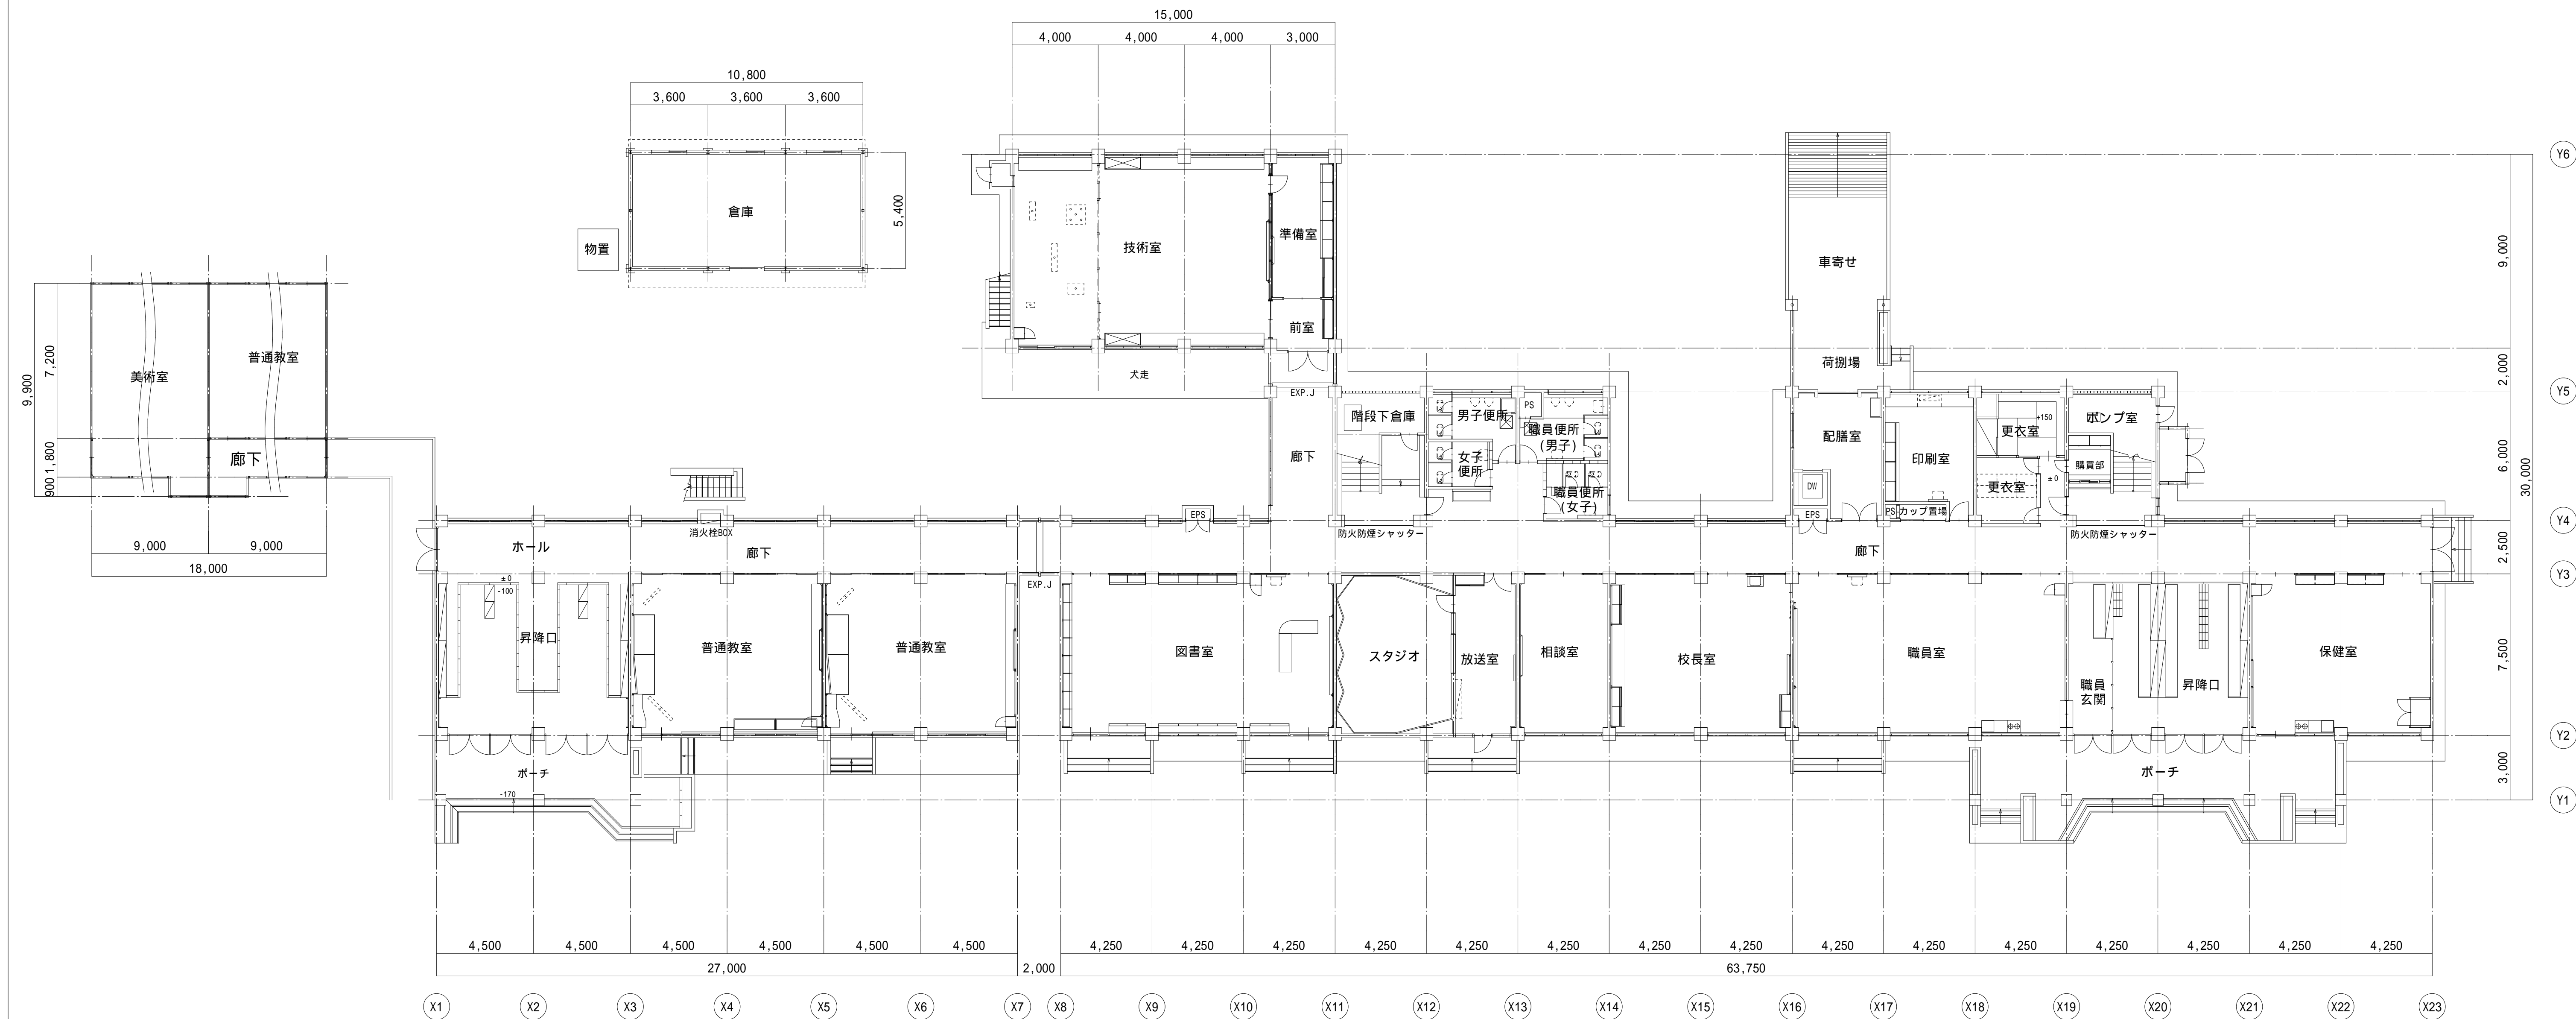 15,000
4,000 4,000 4,000 3,000
10,800
3,600 3,600 3,600
倉庫
5,400
物置
技術室
準備室
前室
犬走
EXP.J
車寄せ
荷捌場
Y6
9,000
2,000
Y5
6,000
30,000
Y4
2,500
Y3
7,500
Y2
3,000
Y1
9,900
7,200
1,800
900
美術室
普通教室
廊下
9,000 9,000
18,000
階段下倉庫
男子便所
女子
便所
PS
職員便所
(男子)
職員便所
(女子)
廊下
配膳室
DW
EPS
印刷室
PS
カップ置場
更衣室
+150
更衣室
±0
ポンプ室
購買部
防火防煙シャッター
防火防煙シャッター
ホール
消火栓BOX
廊下
EPS
廊下
EXP.J
±0
-100
昇降口
普通教室
普通教室
図書室
スタジオ
放送室
相談室
校長室
職員室
職員
玄関
昇降口
保健室
ポーチ
-170
ポーチ
4,500 4,500 4,500 4,500 4,500 4,500 4,250 4,250 4,250 4,250 4,250 4,250 4,250 4,250 4,250 4,250 4,250 4,250 4,250 4,250 4,250
27,000 2,000 63,750
X1 X2 X3 X4 X5 X6 X7 X8 X9 X10 X11 X12 X13 X14 X15 X16 X17 X18 X19 X20 X21 X22 X23